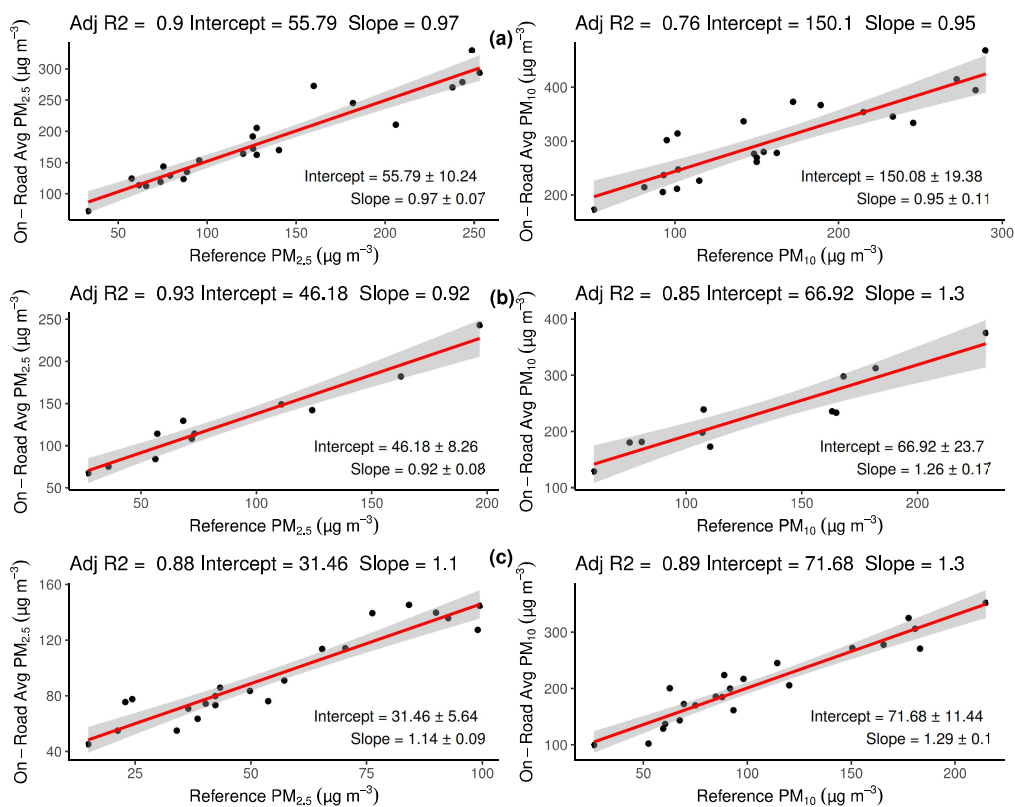 Adj R2 = 0.9 Intercept = 55.79 Slope = 0.97
300
200
100
On−Road Avg PM2.5 (µg m−3)
Intercept = 55.79 ± 10.24
Slope = 0.97 ± 0.07
50 100 150 200 250
Reference PM2.5 (µg m−3)
(a)
Adj R2 = 0.76 Intercept = 150.1 Slope = 0.95
400
300
200
On−Road Avg PM10 (µg m−3)
Intercept = 150.08 ± 19.38
Slope = 0.95 ± 0.11
100 200 300
Reference PM10 (µg m−3)
Adj R2 = 0.93 Intercept = 46.18 Slope = 0.92
250
200
150
100
50
On−Road Avg PM2.5 (µg m−3)
Intercept = 46.18 ± 8.26
Slope = 0.92 ± 0.08
50 100 150 200
Reference PM2.5 (µg m−3)
(b)
Adj R2 = 0.85 Intercept = 66.92 Slope = 1.3
400
300
200
100
On−Road Avg PM10 (µg m−3)
Intercept = 66.92 ± 23.7
Slope = 1.26 ± 0.17
100 150 200
Reference PM10 (µg m−3)
Adj R2 = 0.88 Intercept = 31.46 Slope = 1.1
160
120
80
40
On−Road Avg PM2.5 (µg m−3)
Intercept = 31.46 ± 5.64
Slope = 1.14 ± 0.09
25 50 75 100
Reference PM2.5 (µg m−3)
(c)
Adj R2 = 0.89 Intercept = 71.68 Slope = 1.3
300
200
100
On−Road Avg PM10 (µg m−3)
Intercept = 71.68 ± 11.44
Slope = 1.29 ± 0.1
50 100 150 200
Reference PM10 (µg m−3)